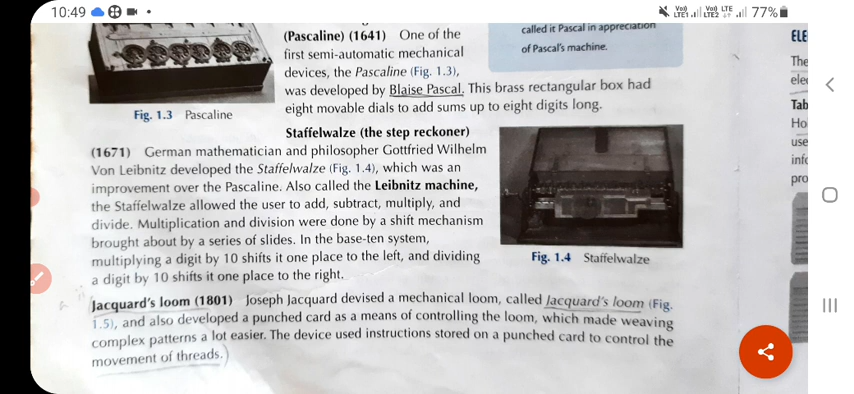 10:49
Vo)) LTE1 Vo)) LTE2 LTE 77%
(Pascaline) (1641) One of the
first semi-automatic mechanical
devices, the Pascaline (Fig. 1.3),
was developed by Blaise Pascal. This brass rectangular box had
eight movable dials to add sums up to eight digits long.
Fig. 1.3 Pascaline
called it Pascal in appreciation
of Pascal's machine.
Staffelwalze (the step reckoner)
(1671) German mathematician and philosopher Gottfried Wilhelm
Von Leibnitz developed the Staffelwalze (Fig. 1.4), which was an
improvement over the Pascaline. Also called the Leibnitz machine,
the Staffelwalze allowed the user to add, subtract, multiply, and
divide. Multiplication and division were done by a shift mechanism
brought about by a series of slides. In the base-ten system,
multiplying a digit by 10 shifts it one place to the left, and dividing
a digit by 10 shifts it one place to the right.
Fig. 1.4 Staffelwalze
Jacquard's loom (1801) Joseph Jacquard devised a mechanical loom, called Jacquard's loom (Fig.
1.5), and also developed a punched card as a means of controlling the loom, which made weaving
complex patterns a lot easier. The device used instructions stored on a punched card to control the
movement of threads.
ELE
The
elec
Tab
Ho
use
info
pro